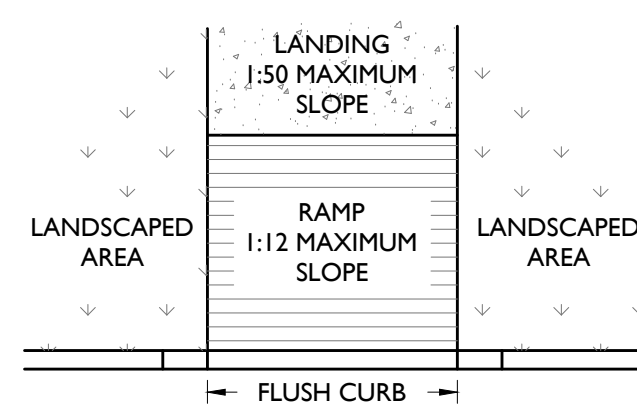 LANDING
1:50 MAXIMUM
SLOPE
LANDSCAPED
AREA
RAMP
1:12 MAXIMUM
SLOPE
LANDSCAPED
AREA
FLUSH CURB